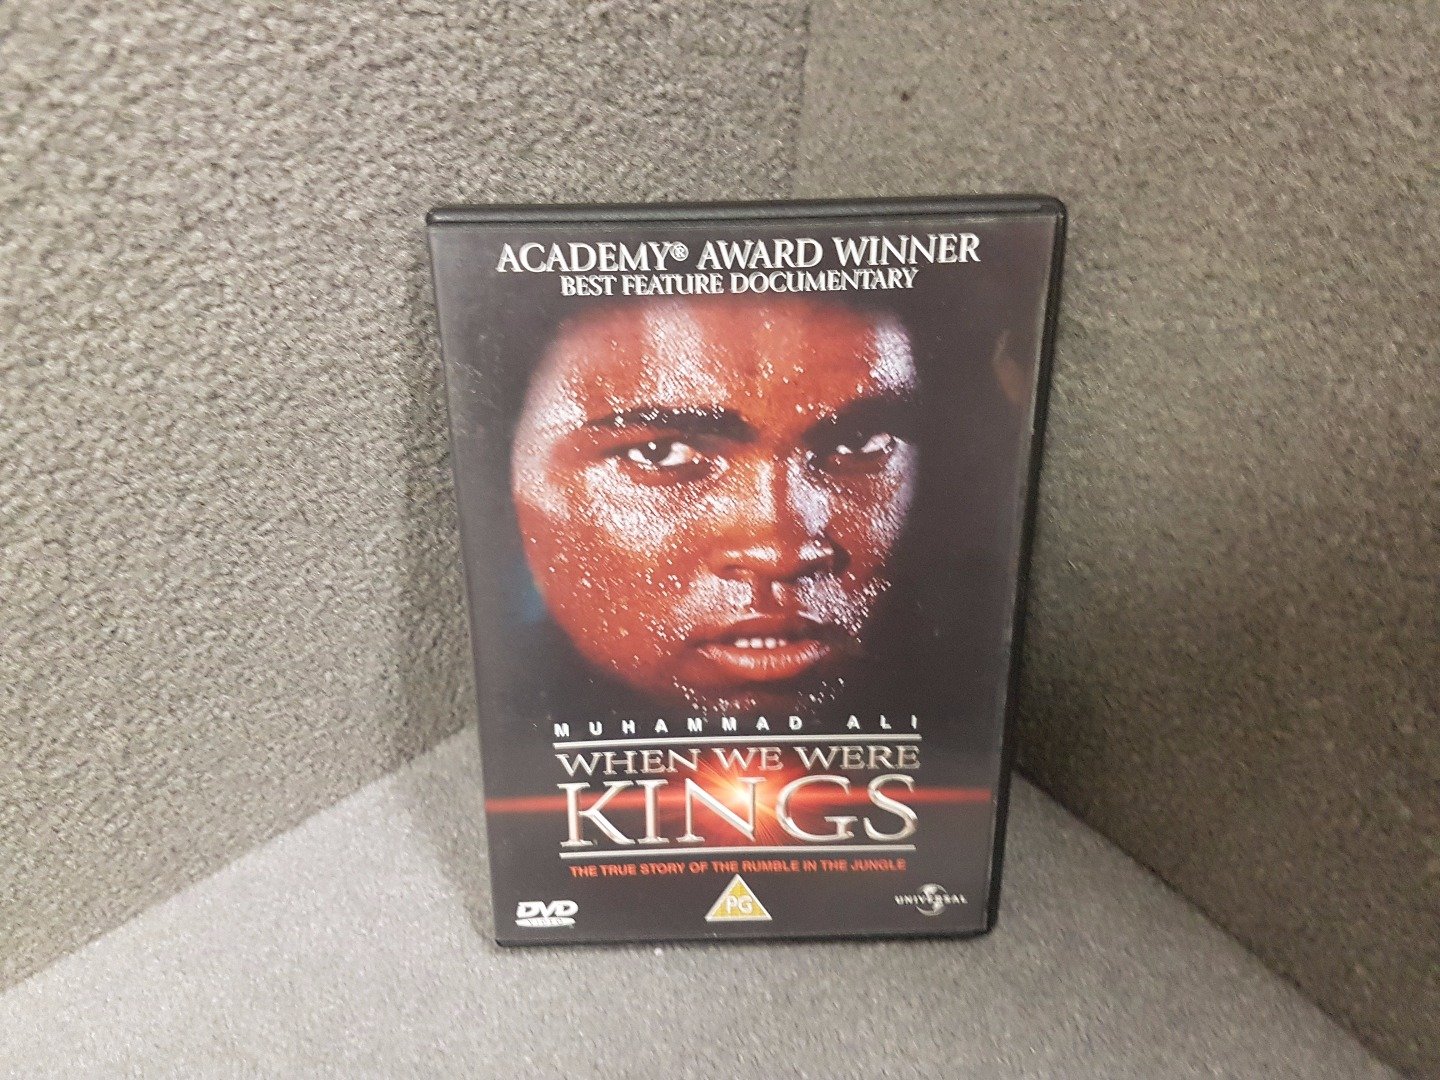 ACADEMY® AWARD WINNER
BEST FEATURE DOCUMENTARY
MUHAMMAD ALI
WHEN WE WERE
KINGS
THE TRUE STORY OF THE RUMBLE IN THE JUNGLE
DVD
VIDEO
PG
UNIVERSAL